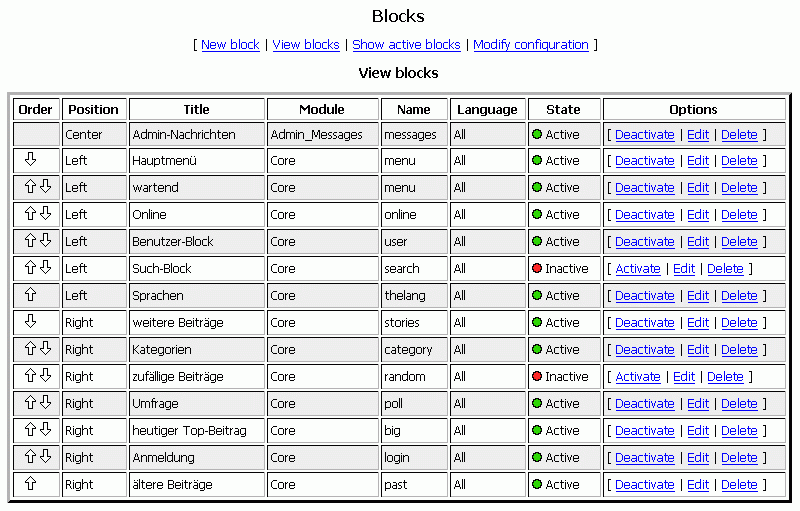 Blocks
[ New block | View blocks | Show active blocks | Modify configuration ]
View blocks
Order Position Title Module Name Language State Options
Center Admin-Nachrichten Admin_Messages messages All Active [ Deactivate | Edit | Delete ]
Left Hauptmenü Core menu All Active [ Deactivate | Edit | Delete ]
Left wartend Core menu All Active [ Deactivate | Edit | Delete ]
Left Online Core online All Active [ Deactivate | Edit | Delete ]
Left Benutzer-Block Core user All Active [ Deactivate | Edit | Delete ]
Left Such-Block Core search All Inactive [ Activate | Edit | Delete ]
Left Sprachen Core thelang All Active [ Deactivate | Edit | Delete ]
Right weitere Beiträge Core stories All Active [ Deactivate | Edit | Delete ]
Right Kategorien Core category All Active [ Deactivate | Edit | Delete ]
Right zufällige Beiträge Core random All Inactive [ Activate | Edit | Delete ]
Right Umfrage Core poll All Active [ Deactivate | Edit | Delete ]
Right heutiger Top-Beitrag Core big All Active [ Deactivate | Edit | Delete ]
Right Anmeldung Core login All Active [ Deactivate | Edit | Delete ]
Right ältere Beiträge Core past All Active [ Deactivate | Edit | Delete ]